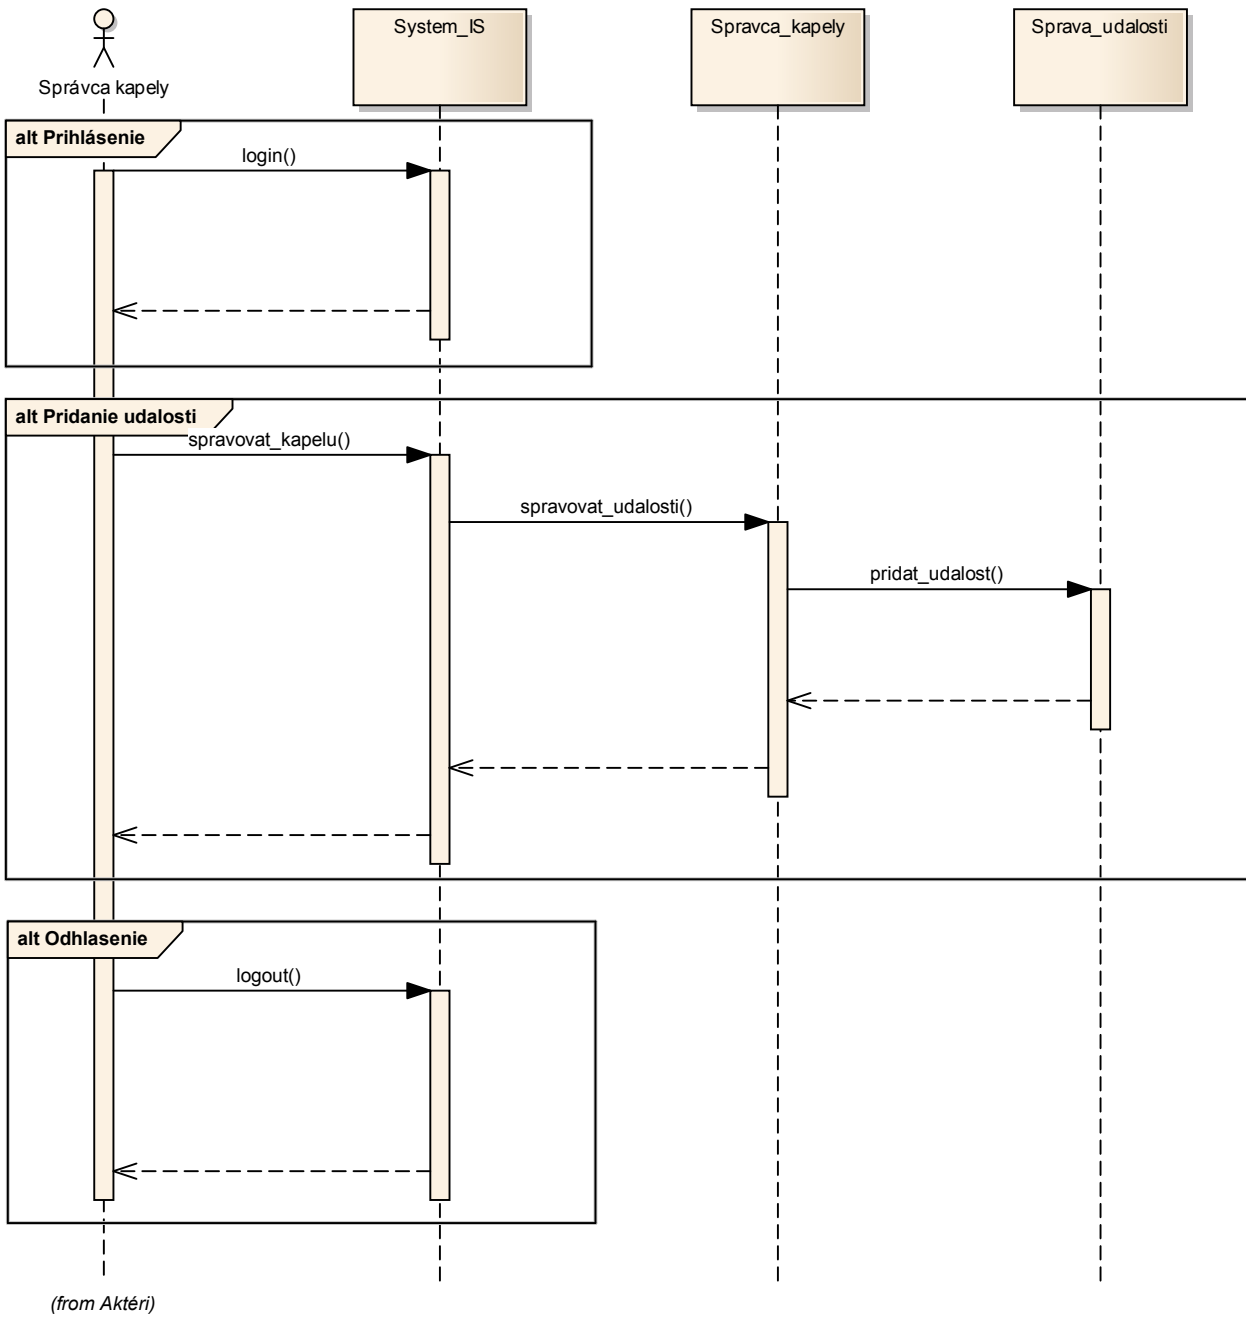 Správca kapely
System_IS
Spravca_kapely
Sprava_udalosti
alt Prihlásenie
login()
alt Pridanie udalosti
spravovat_kapelu()
spravovat_udalosti()
pridat_udalost()
alt Odhlasenie
logout()
(from Aktéri)